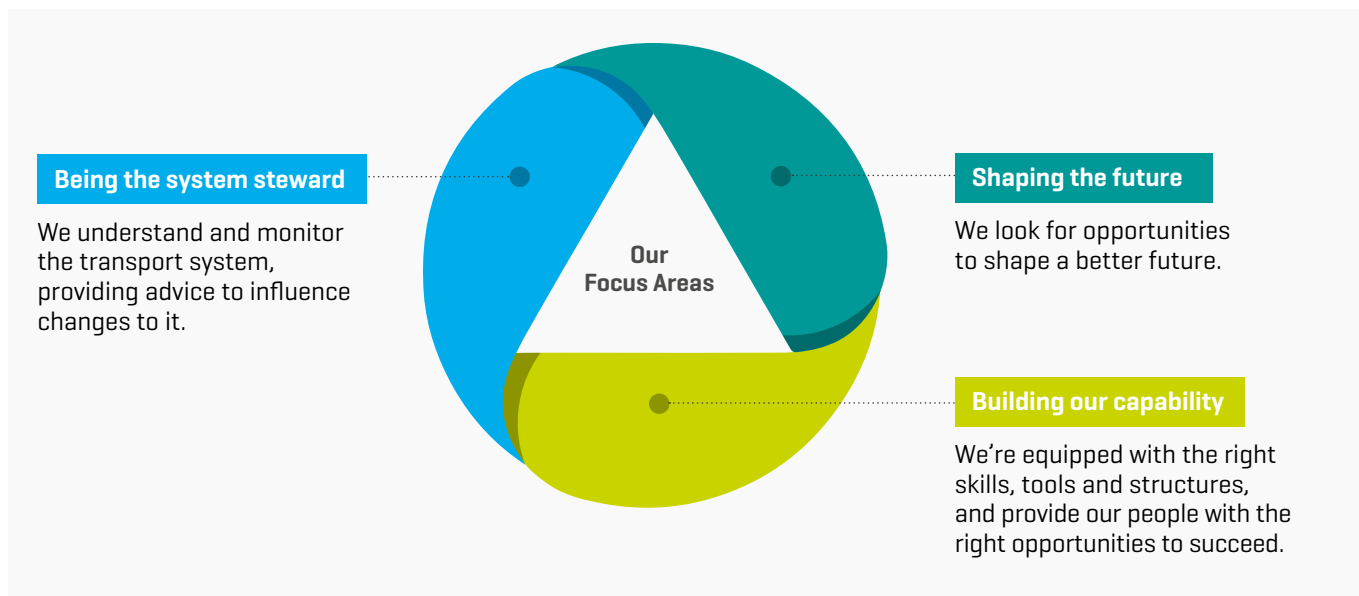 Being the system steward
We understand and monitor
the transport system,
providing advice to influence
changes to it.
Our
Focus Areas
Shaping the future
We look for opportunities
to shape a better future.
Building our capability
We’re equipped with the right
skills, tools and structures,
and provide our people with the
right opportunities to succeed.